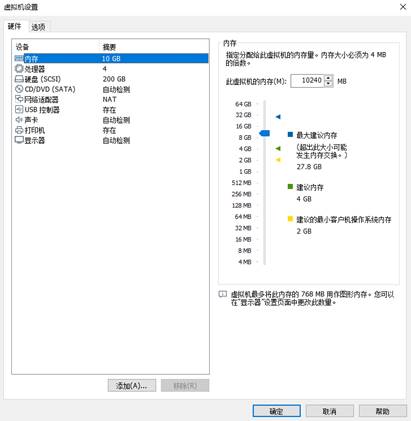 虚拟机设置
硬件 选项
设备 摘要
内存 10 GB
处理器 4
硬盘 (SCSI) 200 GB
CD/DVD (SATA) 自动检测
网络适配器 NAT
USB 控制器 存在
声卡 自动检测
打印机 存在
显示器 自动检测
添加(A)... 移除(R)
内存
指定分配给此虚拟机的内存量。内存大小必须为 4 MB
的倍数。
此虚拟机的内存(M): 10240 MB
64 GB
32 GB
16 GB
8 GB
4 GB
2 GB
1 GB
512 MB
256 MB
128 MB
64 MB
32 MB
16 MB
8 MB
4 MB
最大建议内存
(超出此大小可能
发生内存交换。)
27.8 GB
建议内存
4 GB
建议的最小客户机操作系统内存
2 GB
虚拟机最多将此内存的 768 MB 用作图形内存。您可以
在"显示器"设置页面中更改此数量。
确定 取消 帮助